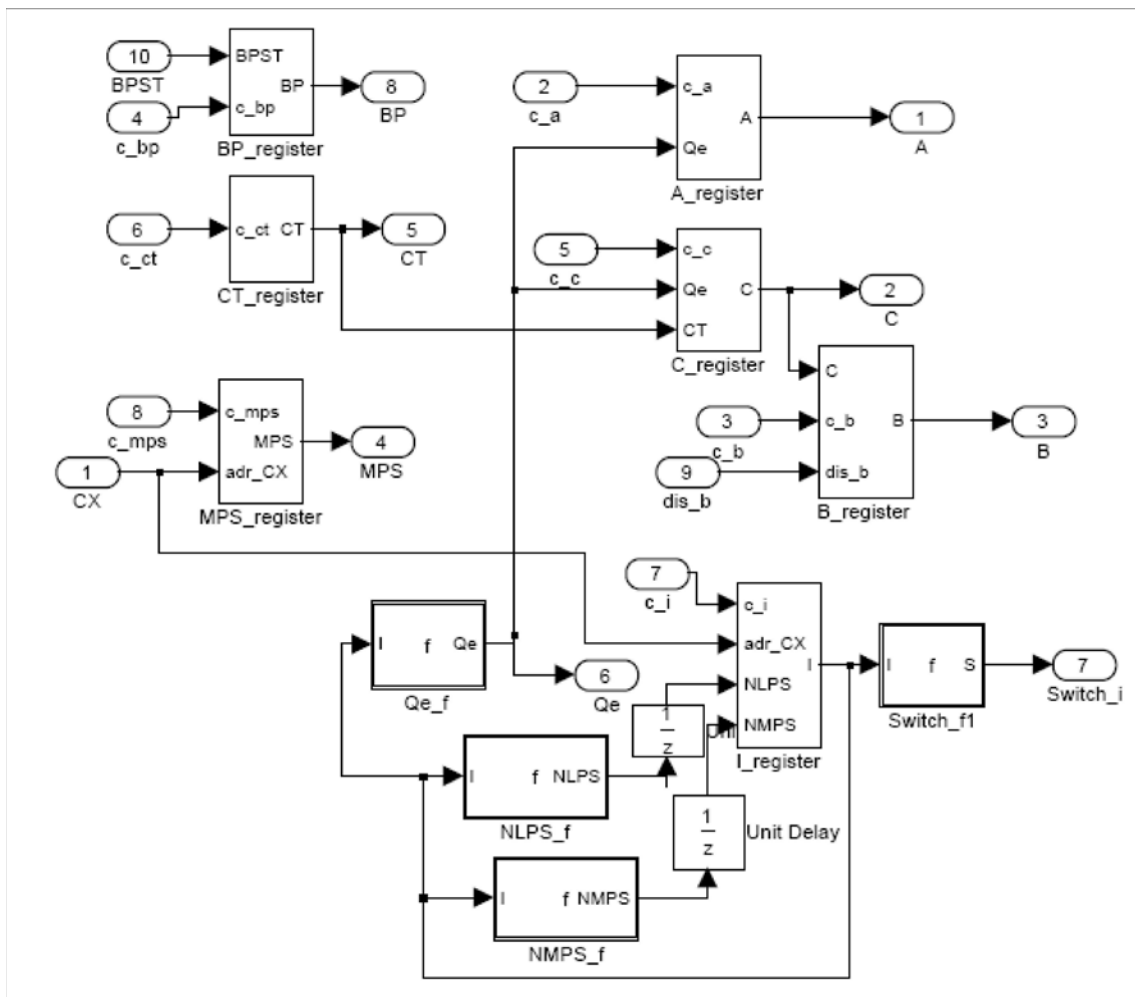 10
BPST
BPST
BP
8
BP
4
c_bp
c_bp
BP_register
2
c_a
c_a
Qe
A
1
A
A_register
6
c_ct
c_ct
CT
5
CT
CT_register
5
c_c
c_c
Qe
CT
C
2
C
C_register
8
c_mps
c_mps
MPS
adr_CX
4
MPS
1
CX
MPS_register
C
c_b
dis_b
B
3
c_b
9
dis_b
3
B
B_register
7
c_i
c_i
adr_CX
NLPS
NMPS
I
I_register
I
f
S
7
Switch_i
Switch_f1
I
f
Qe
Qe_f
6
Qe
1
z
I
f
NLPS
NLPS_f
1
z
Unit Delay
I
f
NMPS
NMPS_f